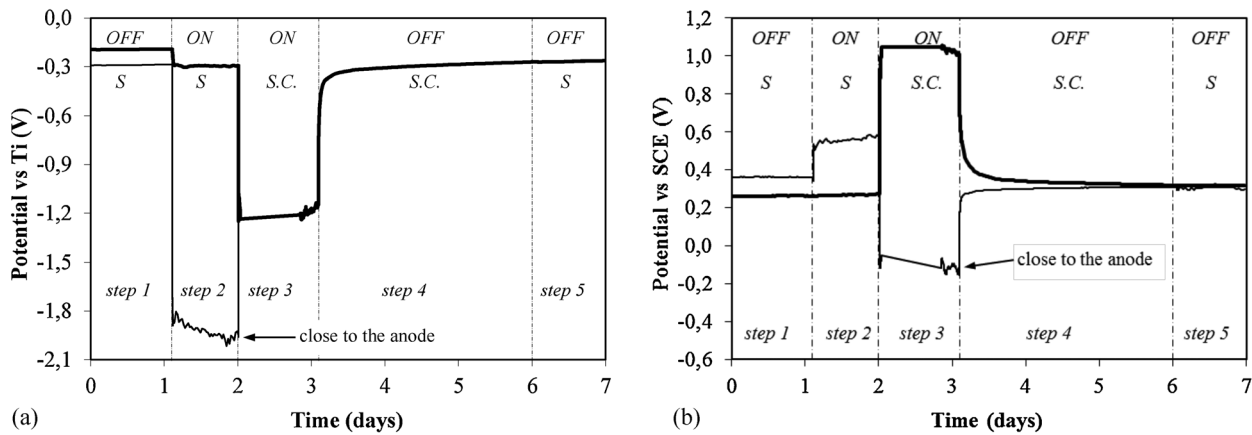 0,0
-0,3
-0,6
-0,9
-1,2
-1,5
-1,8
-2,1
Potential vs Ti (V)
OFF ON ON OFF OFF
S S S.C. S.C. S
step 1 step 2 step 3 step 4 step 5
close to the anode
0 1 2 3 4 5 6 7
Time (days)
(a)
1,2
1,0
0,8
0,6
0,4
0,2
0,0
-0,2
-0,4
-0,6
Potential vs SCE (V)
OFF ON ON OFF OFF
S S S.C. S.C. S
close to the anode
step 1 step 2 step 3 step 4 step 5
0 1 2 3 4 5 6 7
Time (days)
(b)